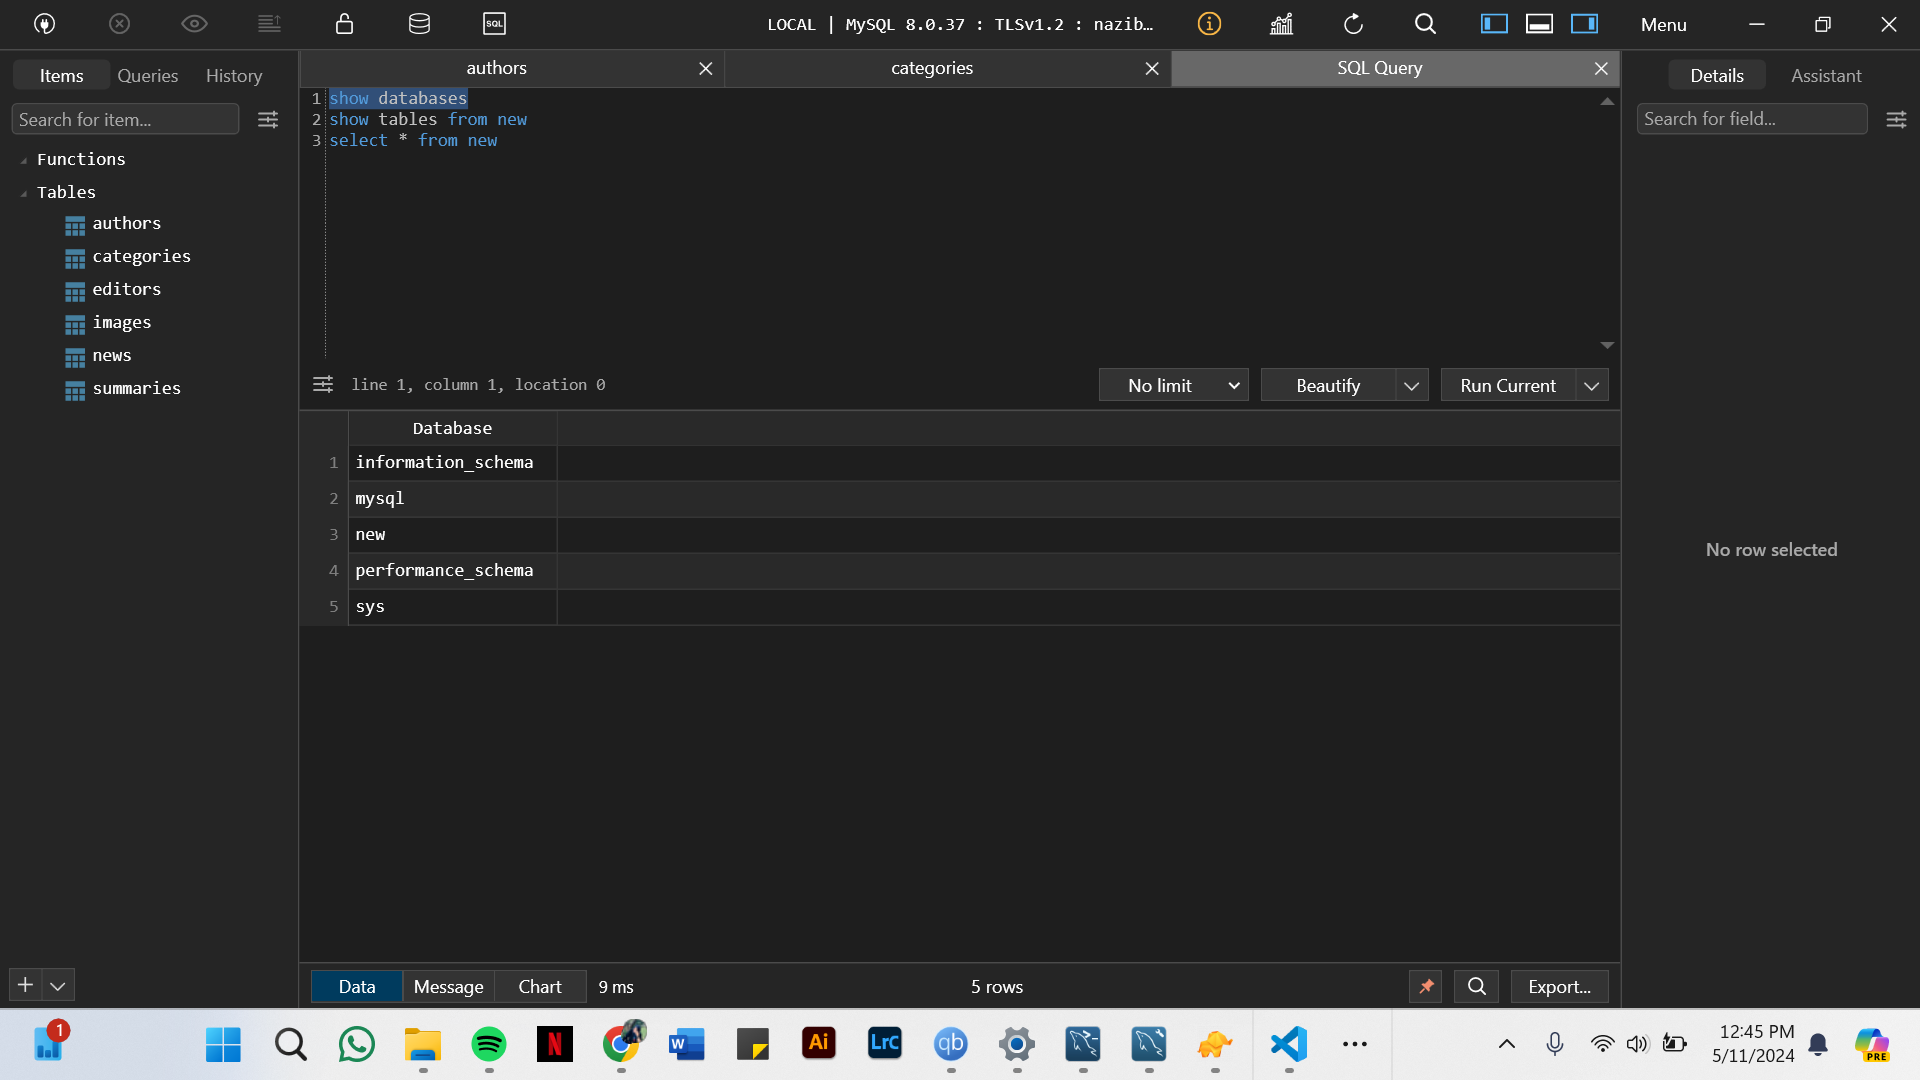 SQL
LOCAL | MySQL 8.0.37 : TLSv1.2 : nazib...
Menu
Items
Queries
History
authors
categories
SQL Query
Details
Assistant
Search for item...
Search for field...
1 show databases
2 show tables from new
3 select * from new
Functions
Tables
authors
categories
editors
images
news
summaries
line 1, column 1, location 0
No limit
Beautify
Run Current
Database
1 information_schema
2 mysql
3 new
4 performance_schema
5 sys
No row selected
Data
Message
Chart
9 ms
5 rows
Export...
1
N
W
Ai
LrC
qb
12:45 PM
5/11/2024
PRE